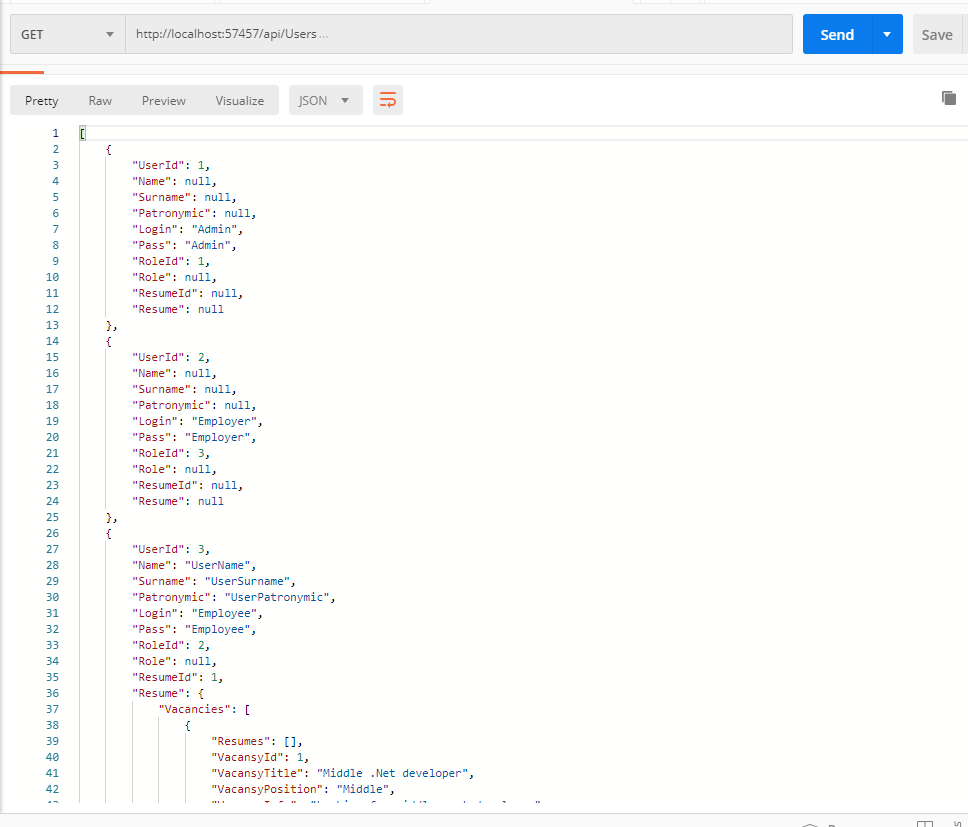 GET http://localhost:57457/api/Users ... Send Save
Pretty Raw Preview Visualize JSON
1 [
2 {
3 "UserId": 1,
4 "Name": null,
5 "Surname": null,
6 "Patronymic": null,
7 "Login": "Admin",
8 "Pass": "Admin",
9 "RoleId": 1,
10 "Role": null,
11 "ResumeId": null,
12 "Resume": null
13 },
14 {
15 "UserId": 2,
16 "Name": null,
17 "Surname": null,
18 "Patronymic": null,
19 "Login": "Employer",
20 "Pass": "Employer",
21 "RoleId": 3,
22 "Role": null,
23 "ResumeId": null,
24 "Resume": null
25 },
26 {
27 "UserId": 3,
28 "Name": "UserName",
29 "Surname": "UserSurname",
30 "Patronymic": "UserPatronymic",
31 "Login": "Employee",
32 "Pass": "Employee",
33 "RoleId": 2,
34 "Role": null,
35 "ResumeId": 1,
36 "Resume": {
37 "Vacancies": [
38 {
39 "Resumes": [],
40 "VacansyId": 1,
41 "VacansyTitle": "Middle .Net developer",
42 "VacansyPosition": "Middle",